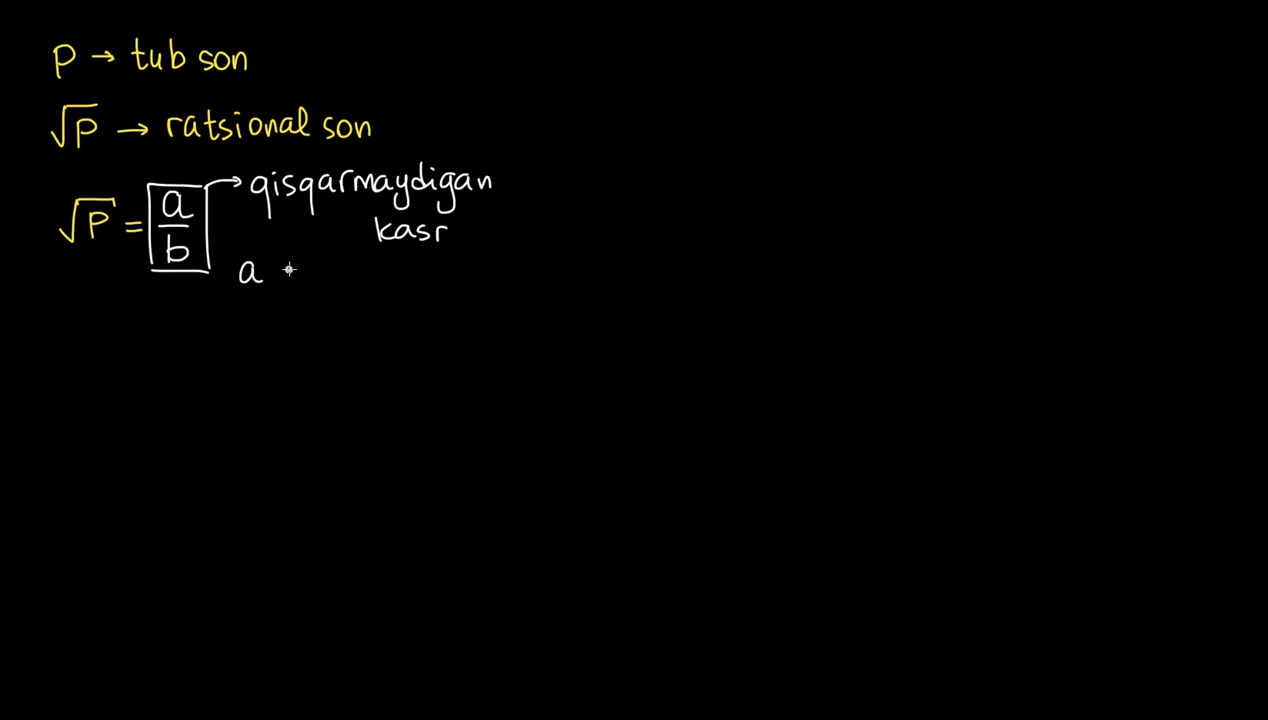 p → tub son
√p → ratsional son
√p = a/b → qisqarmaydigan
kasr
a